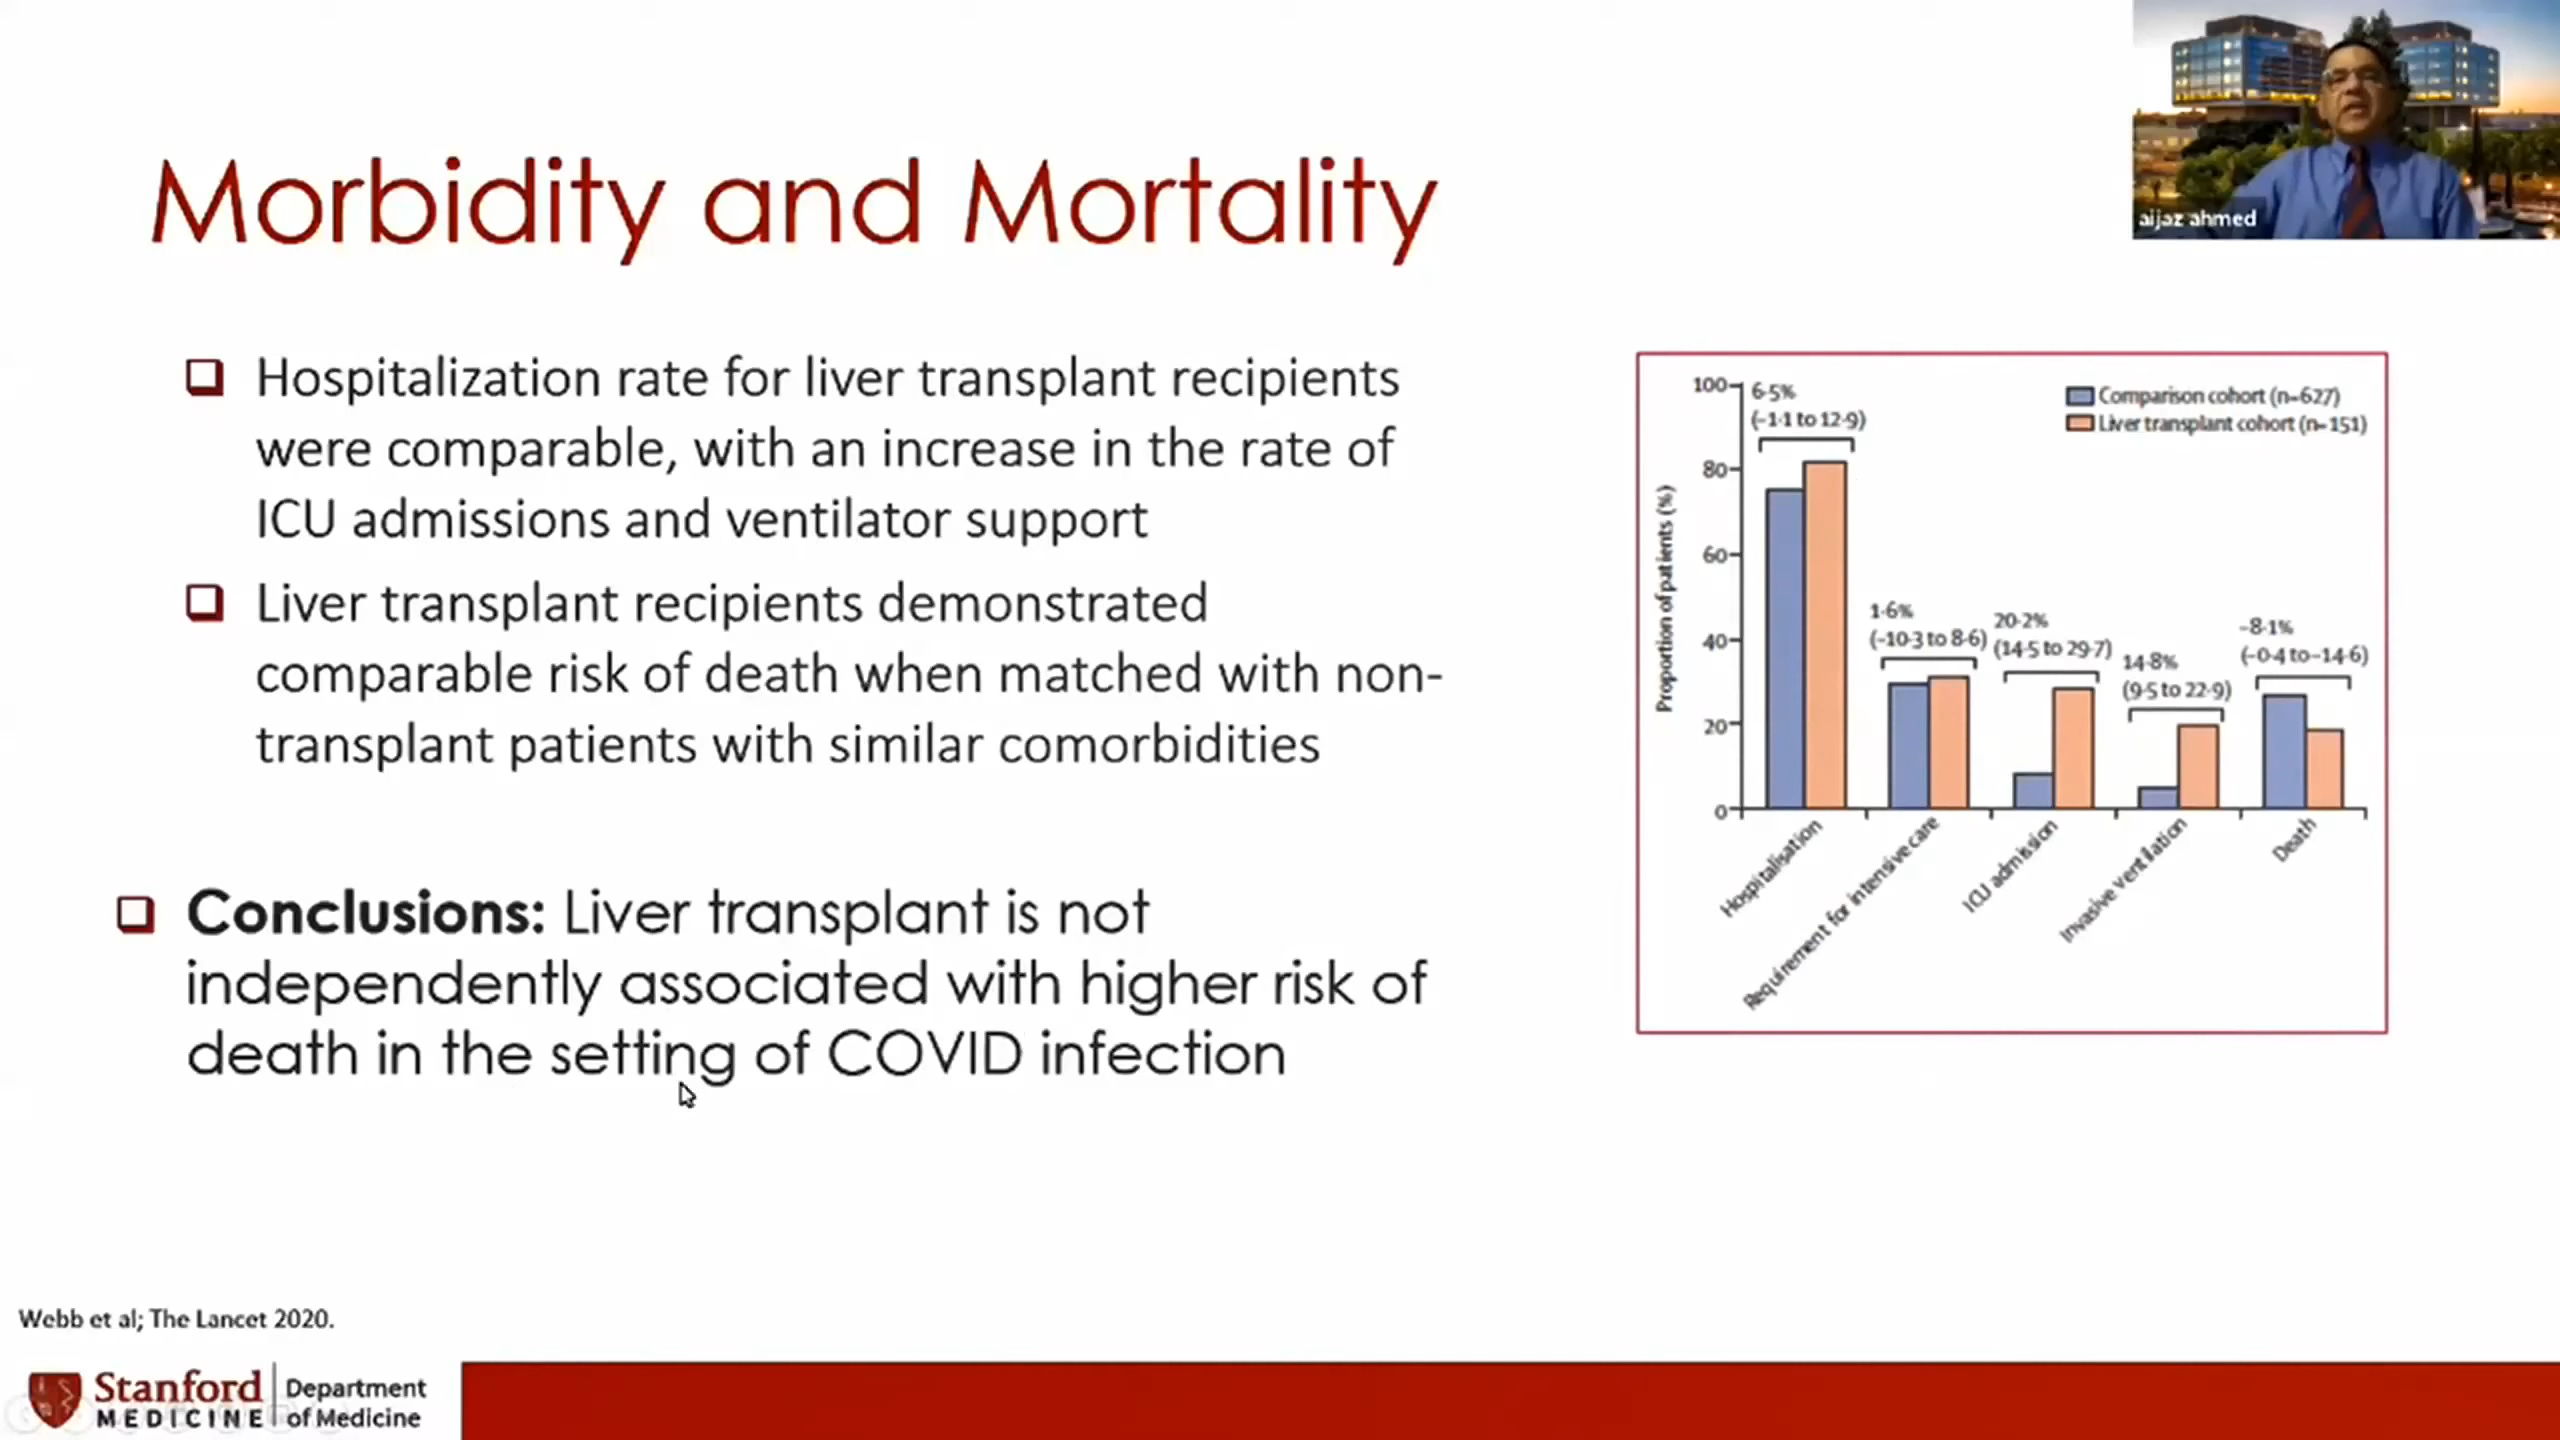 Morbidity and Mortality
aijaz ahmed
Hospitalization rate for liver transplant recipients
were comparable, with an increase in the rate of
ICU admissions and ventilator support
Liver transplant recipients demonstrated
comparable risk of death when matched with non-
transplant patients with similar comorbidities
Conclusions: Liver transplant is not
independently associated with higher risk of
death in the setting of COVID infection
Comparison cohort (n=627)
Liver transplant cohort (n=151)
Proportion of patients (%)
100
80
60
40
20
0
6·5%
(-1·1 to 12·9)
1·6%
(-10·3 to 8·6)
20·2%
(14·5 to 29·7)
14·8%
(9·5 to 22·9)
-8·1%
(-0·4 to -14·6)
Hospitalisation
Requirement for intensive care
ICU admission
Invasive ventilation
Death
Webb et al; The Lancet 2020.
Stanford
MEDICINE
Department
of Medicine